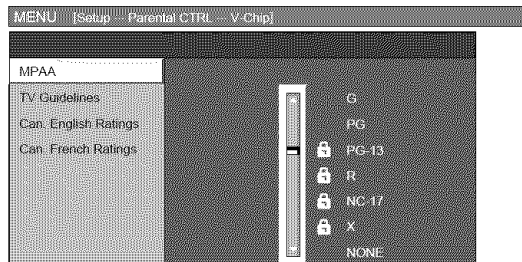 MENU [Setup --- Parental CTRL --- V-Chip]
MPAA
TV Guidelines
Can. English Ratings
Can. French Ratings
G
PG
PG-13
R
NC-17
X
NONE